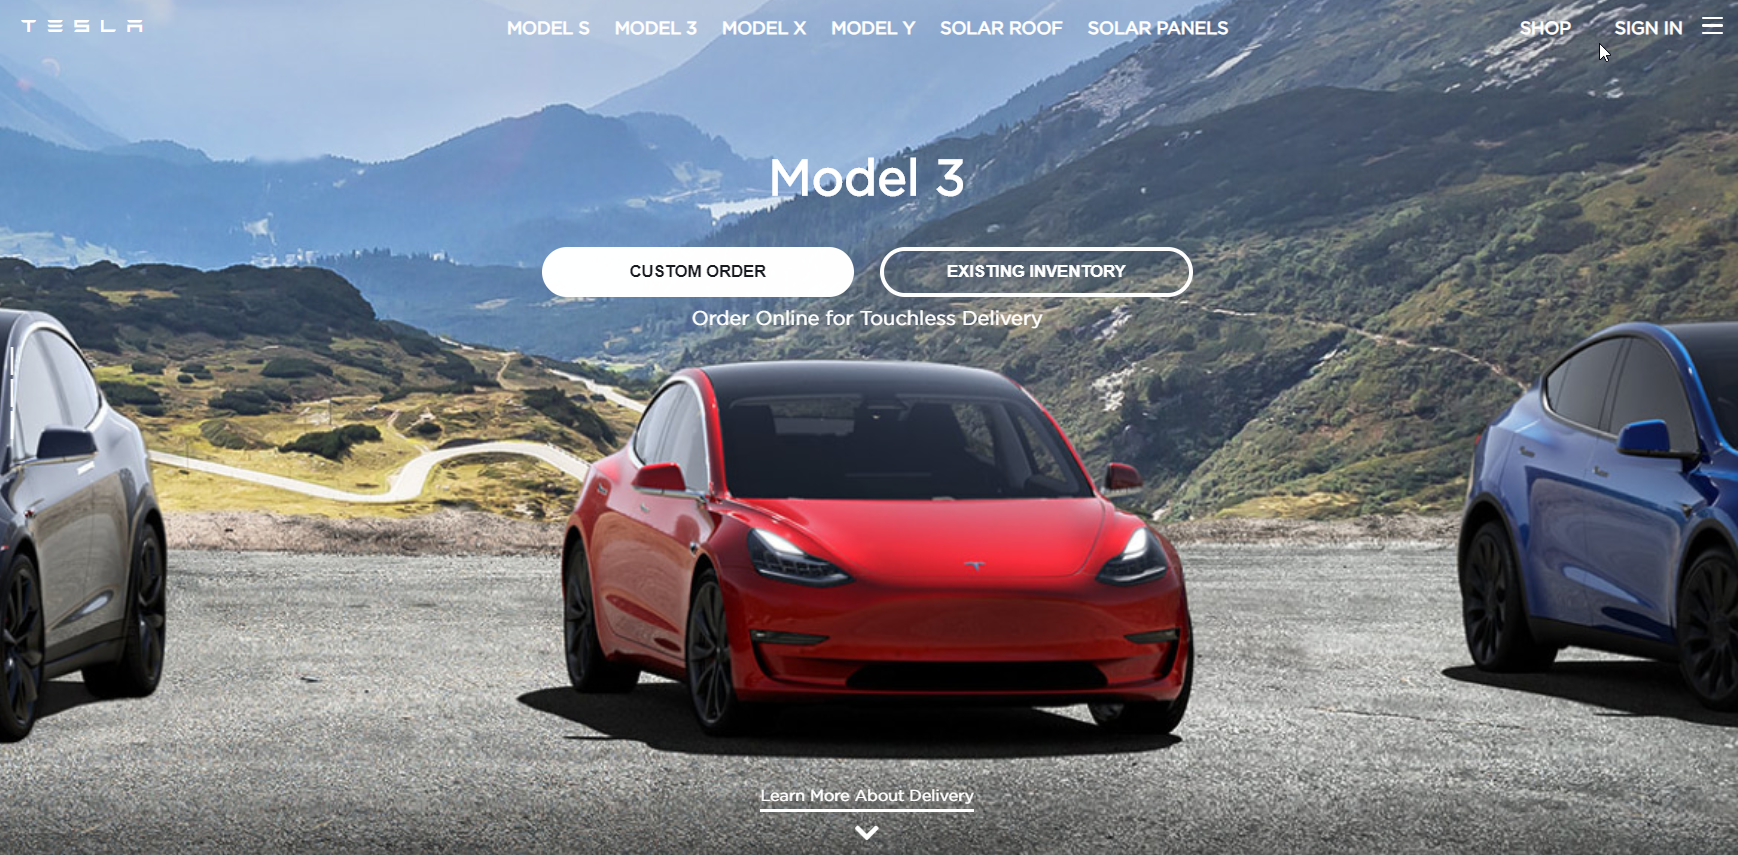 TESLA
MODEL S MODEL 3 MODEL X MODEL Y SOLAR ROOF SOLAR PANELS SHOP SIGN IN
Model 3
CUSTOM ORDER EXISTING INVENTORY
Order Online for Touchless Delivery
Learn More About Delivery